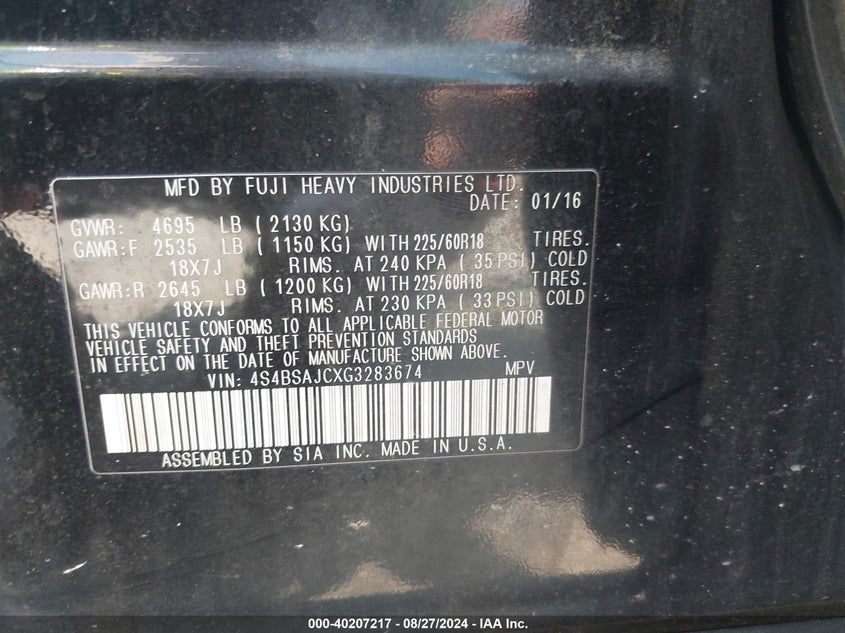 MFD BY FUJI HEAVY INDUSTRIES LTD.
DATE: 01/16
GVWR: 4695 LB ( 2130 KG)
GAWR:F 2535 LB ( 1150 KG) WITH 225/60R18 TIRES.
18X7J RIMS. AT 240 KPA ( 35 PSI) COLD
GAWR:R 2645 LB ( 1200 KG) WITH 225/60R18 TIRES.
18X7J RIMS. AT 230 KPA ( 33 PSI) COLD
THIS VEHICLE CONFORMS TO ALL APPLICABLE FEDERAL MOTOR
VEHICLE SAFETY AND THEFT PREVENTION STANDARDS
IN EFFECT ON THE DATE OF MANUFACTURE SHOWN ABOVE.
VIN: 4S4BSAJCXG3283674 MPV
ASSEMBLED BY SIA INC. MADE IN U.S.A.
000-40207217 - 08/27/2024 - IAA Inc.